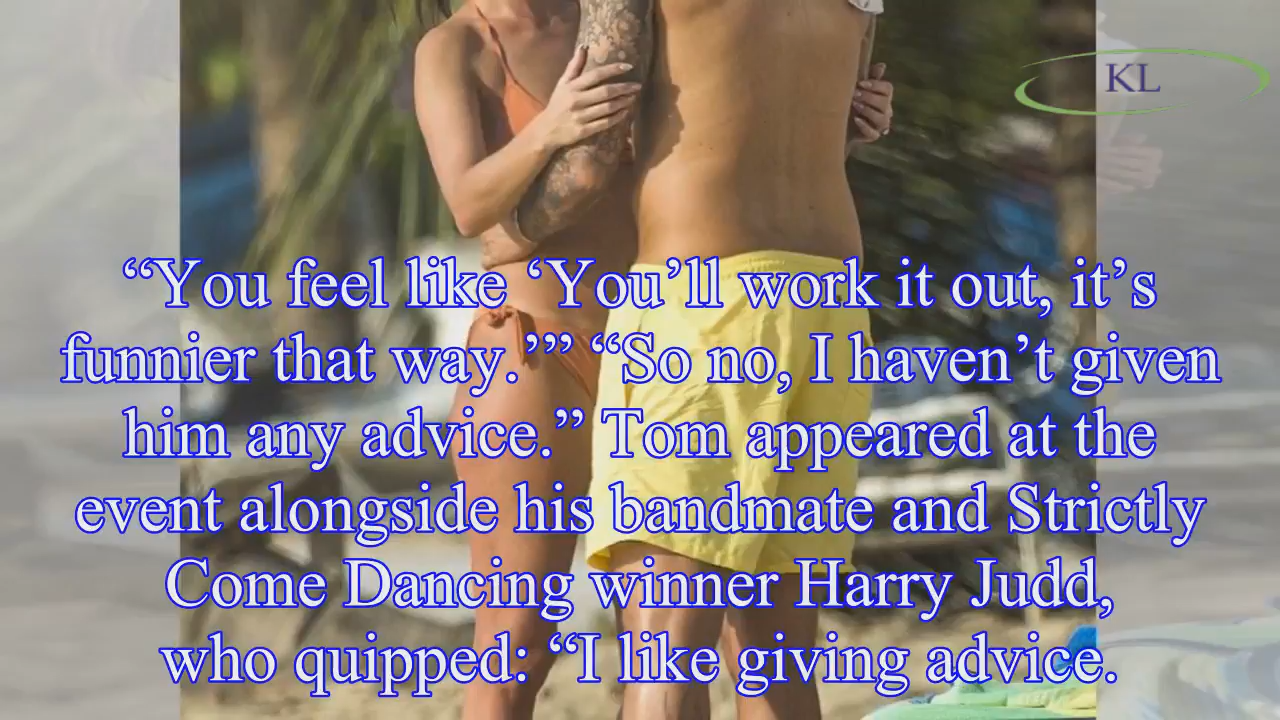 KL
“You feel like ‘You’ll work it out, it’s
funnier that way.’” “So no, I haven’t given
him any advice.” Tom appeared at the
event alongside his bandmate and Strictly
Come Dancing winner Harry Judd,
who quipped: “I like giving advice.